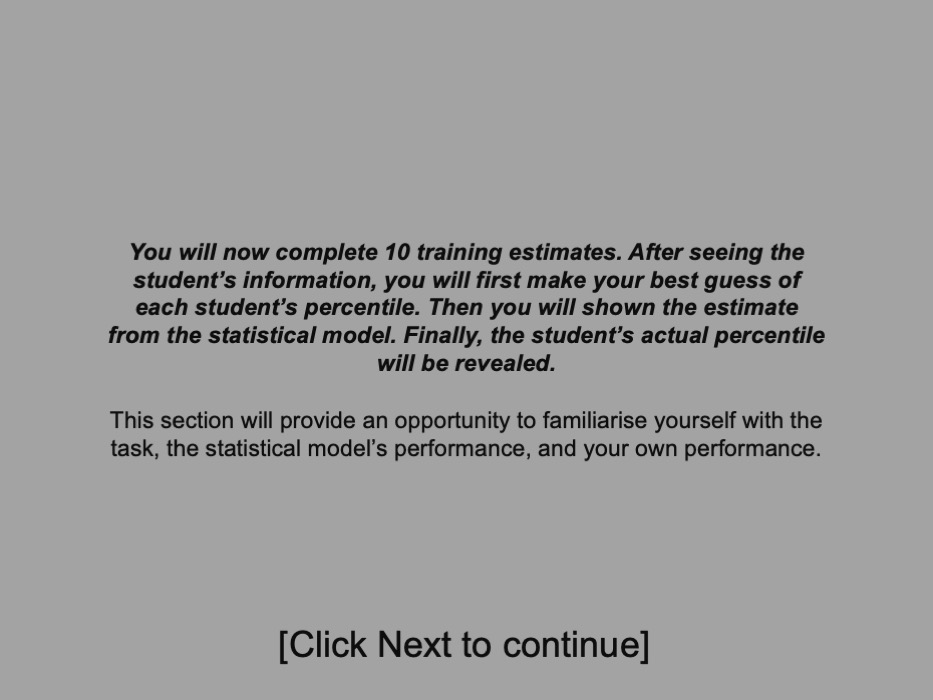 You will now complete 10 training estimates. After seeing the
student’s information, you will first make your best guess of
each student’s percentile. Then you will shown the estimate
from the statistical model. Finally, the student’s actual percentile
will be revealed.
This section will provide an opportunity to familiarise yourself with the
task, the statistical model’s performance, and your own performance.
[Click Next to continue]